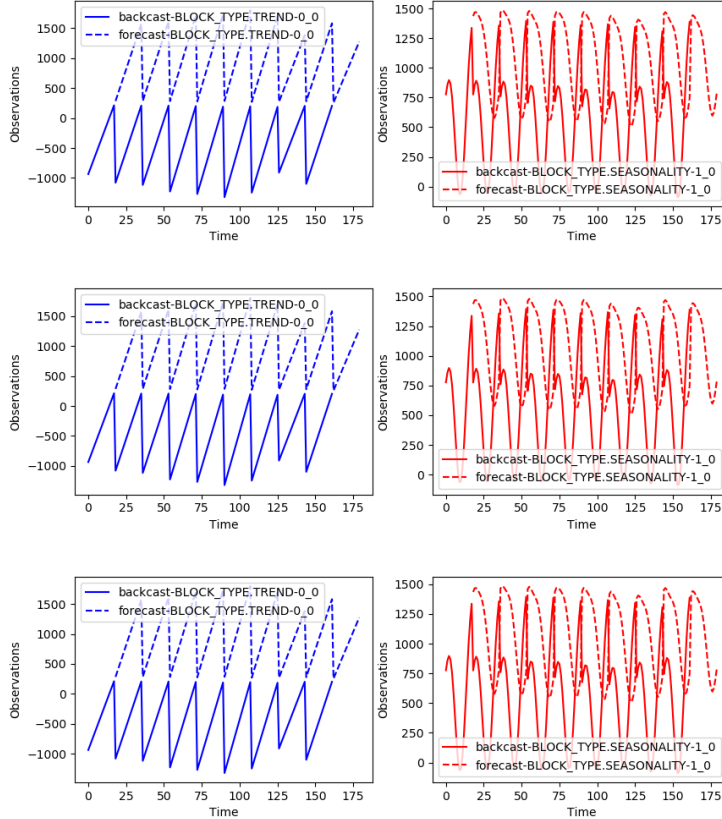 backcast-BLOCK_TYPE.TREND-0_0
forecast-BLOCK_TYPE.TREND-0_0
Observations
1500
1000
500
0
−500
−1000
0 25 50 75 100 125 150 175
Time
Observations
1500
1250
1000
750
500
250
0
backcast-BLOCK_TYPE.SEASONALITY-1_0
forecast-BLOCK_TYPE.SEASONALITY-1_0
0 25 50 75 100 125 150 175
Time
backcast-BLOCK_TYPE.TREND-0_0
forecast-BLOCK_TYPE.TREND-0_0
Observations
1500
1000
500
0
−500
−1000
0 25 50 75 100 125 150 175
Time
Observations
1500
1250
1000
750
500
250
0
backcast-BLOCK_TYPE.SEASONALITY-1_0
forecast-BLOCK_TYPE.SEASONALITY-1_0
0 25 50 75 100 125 150 175
Time
backcast-BLOCK_TYPE.TREND-0_0
forecast-BLOCK_TYPE.TREND-0_0
Observations
1500
1000
500
0
−500
−1000
0 25 50 75 100 125 150 175
Time
Observations
1500
1250
1000
750
500
250
0
backcast-BLOCK_TYPE.SEASONALITY-1_0
forecast-BLOCK_TYPE.SEASONALITY-1_0
0 25 50 75 100 125 150 175
Time